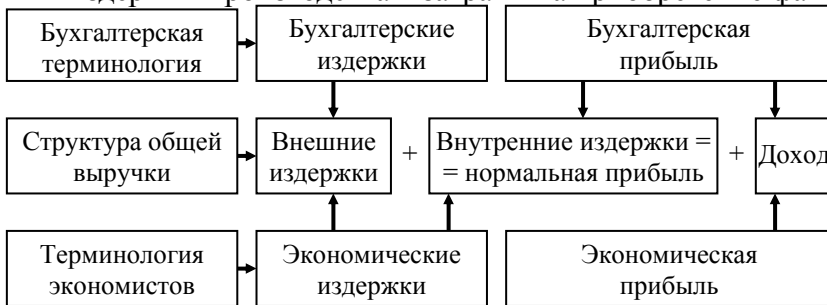 Бухгалтерская
терминология
Бухгалтерские
издержки
Бухгалтерская
прибыль
Структура общей
выручки
Внешние
издержки
+
Внутренние издержки =
= нормальная прибыль
+
Доход
Терминология
экономистов
Экономические
издержки
Экономическая
прибыль